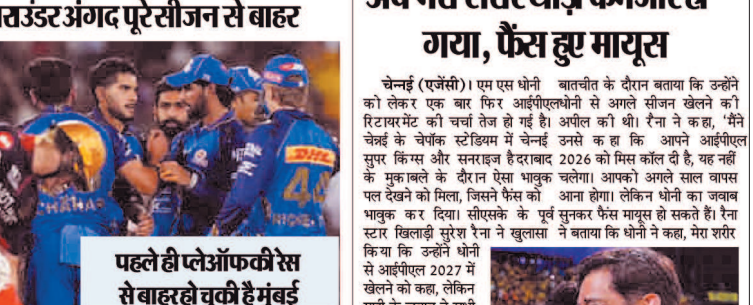 राउंडर अंगद पूरे सीजन से बाहर
DHL
44
पहले ही प्लेऑफ की रेस
से बाहर हो चुकी है मुंबई
गया, फैंस हुए मायूस
चेन्नई (एजेंसी)। एम एस धोनी
को लेकर एक बार फिर आईपीएल
रिटायरमेंट की चर्चा तेज हो गई है।
चेन्नई के चेपॉक स्टेडियम में चेन्नई
सुपर किंग्स और सनराइज हैदराबाद
के मुकाबले के दौरान ऐसा भावुक
पल देखने को मिला, जिसने फैंस को
भावुक कर दिया। सीएसके के पूर्व
स्टार खिलाड़ी सुरेश रैना ने खुलासा
किया कि उन्होंने धोनी
से आईपीएल 2027 में
खेलने को कहा, लेकिन
बातचीत के दौरान बताया कि उन्होंने
धोनी से अगले सीजन खेलने की
अपील की थी। रैना ने कहा, 'मैंने
उनसे कहा कि आपने आईपीएल
2026 को मिस कॉल दी है, यह नहीं
चलेगा। आपको अगले साल वापस
आना होगा। लेकिन धोनी का जवाब
सुनकर फैंस मायूस हो सकते हैं। रैना
ने बताया कि धोनी ने कहा, मेरा शरीर